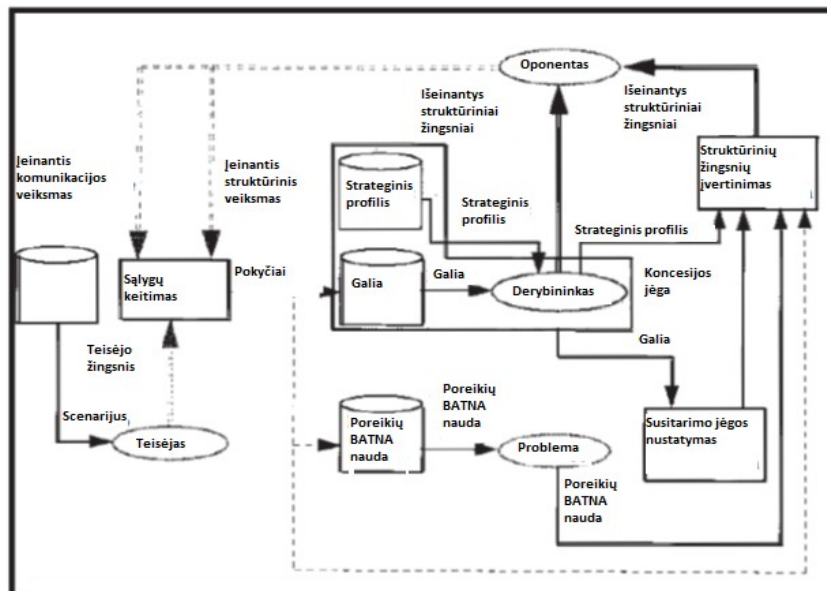 Oponentas
Išeinantys
struktūriniai
žingsniai
Išeinantys
struktūriniai
žingsniai
Struktūrinių
žingsnių
įvertinimas
Įeinantis
komunikacijos
veiksmas
Įeinantis
struktūrinis
veiksmas
Strateginis
profilis
Strateginis
profilis
Strateginis profilis
Sąlygų
keitimas
Pokyčiai
Galia
Galia
Derybininkas
Koncesijos
jėga
Galia
Teisėjo
žingsnis
Scenarijus
Teisėjas
Poreikių
BATNA
nauda
Poreikių
BATNA
nauda
Problema
Susitarimo jėgos
nustatymas
Poreikių
BATNA
nauda